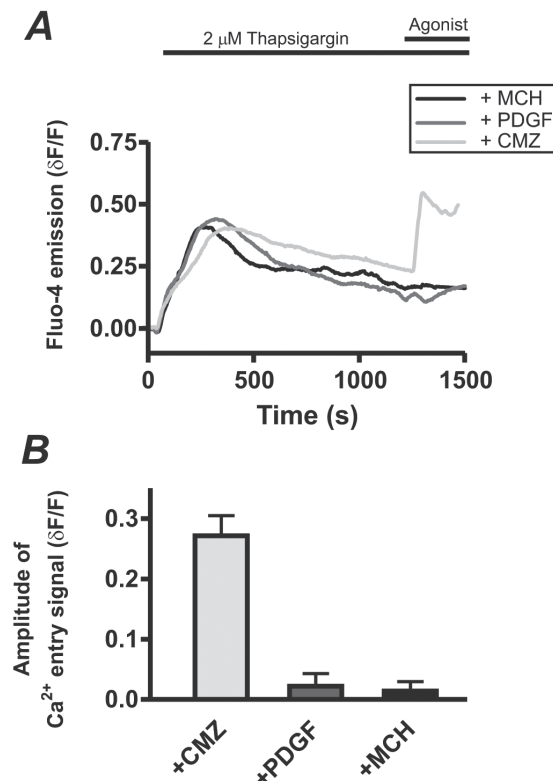 A
Agonist
2 μM Thapsigargin
+ MCH
+ PDGF
+ CMZ
Fluo-4 emission (δF/F)
0.75
0.50
0.25
0.00
0
500
1000
1500
Time (s)
B
Amplitude of
Ca²⁺ entry signal (δF/F)
0.3
0.2
0.1
0.0
+CMZ
+PDGF
+MCH